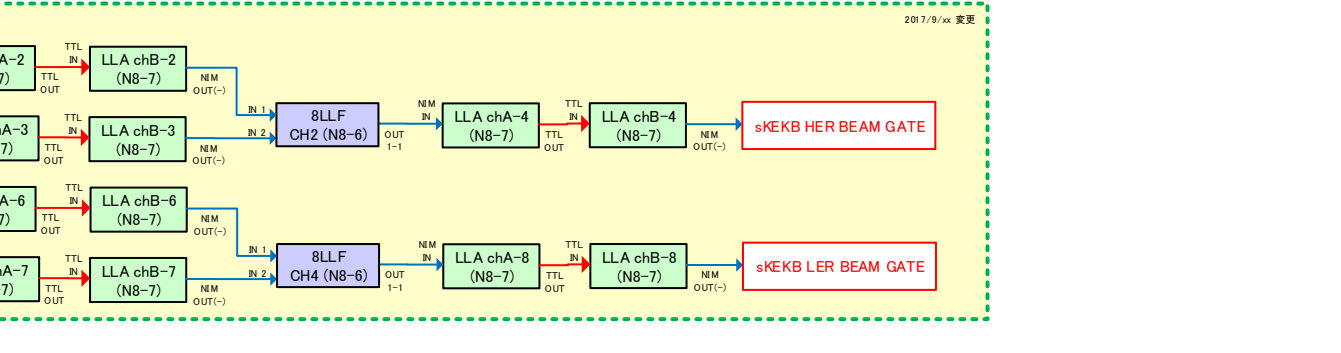 2017/9/xx 変更
A-2
7)
TTL
OUT
TTL
IN
LLA chB-2
(N8-7)
NIM
OUT(-)
A-3
7)
TTL
OUT
TTL
IN
LLA chB-3
(N8-7)
NIM
OUT(-)
IN 1
IN 2
8LLF
CH2 (N8-6)
OUT
1-1
NIM
IN
LLA chA-4
(N8-7)
TTL
OUT
TTL
IN
LLA chB-4
(N8-7)
NIM
OUT(-)
sKEKB HER BEAM GATE
A-6
7)
TTL
OUT
TTL
IN
LLA chB-6
(N8-7)
NIM
OUT(-)
A-7
-7)
TTL
OUT
TTL
IN
LLA chB-7
(N8-7)
NIM
OUT(-)
IN 1
IN 2
8LLF
CH4 (N8-6)
OUT
1-1
NIM
IN
LLA chA-8
(N8-7)
TTL
OUT
TTL
IN
LLA chB-8
(N8-7)
NIM
OUT(-)
sKEKB LER BEAM GATE